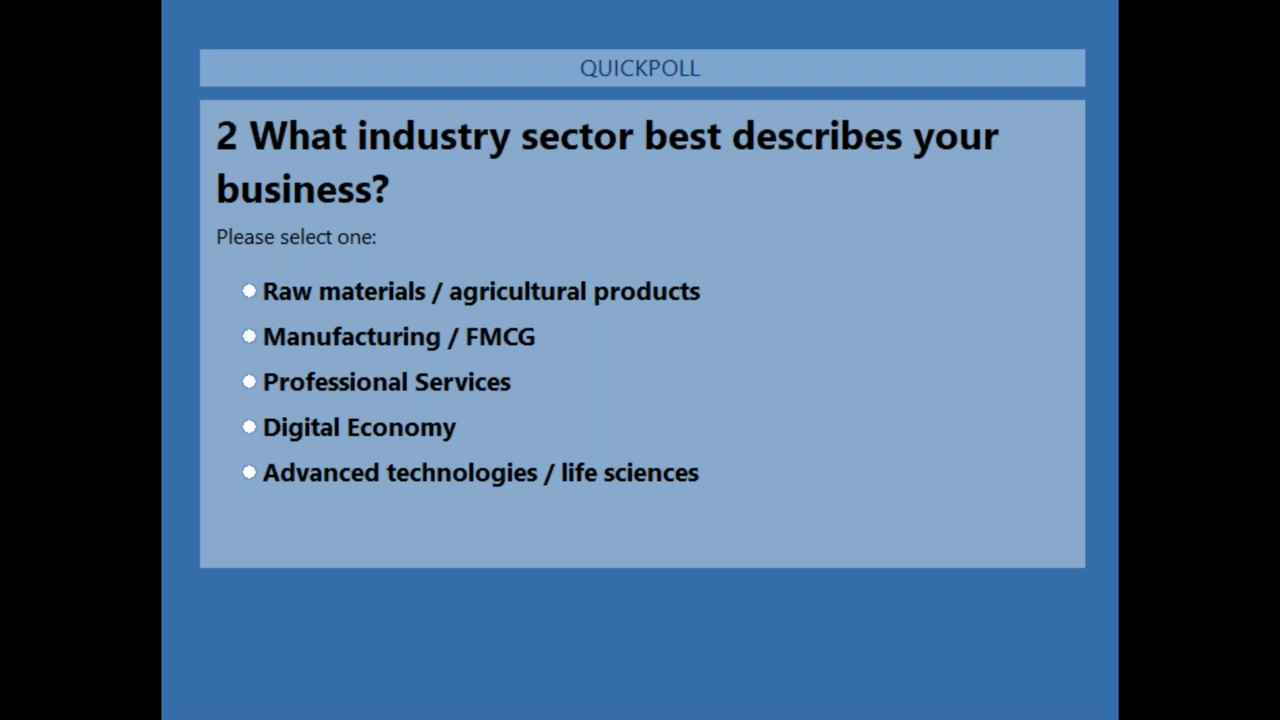 QUICKPOLL
2 What industry sector best describes your
business?
Please select one:
Raw materials / agricultural products
Manufacturing / FMCG
Professional Services
Digital Economy
Advanced technologies / life sciences